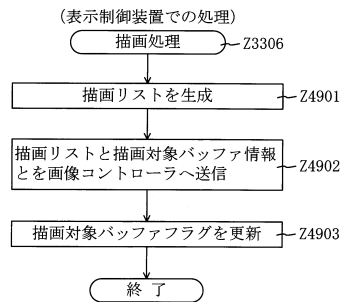 (表示制御装置での処理)
描画処理 Z3306
描画リストを生成 Z4901
描画リストと描画対象バッファ情報
とを画像コントローラへ送信 Z4902
描画対象バッファフラグを更新 Z4903
終 了